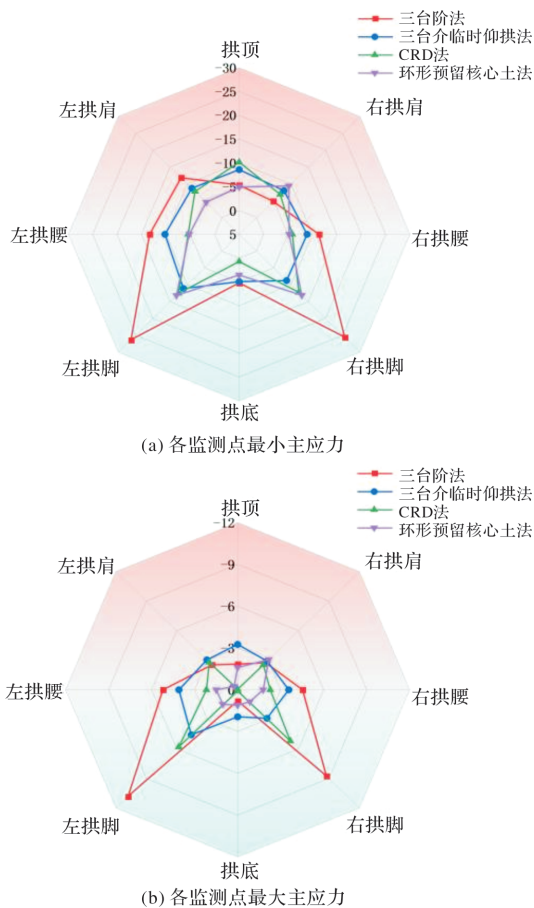 三台阶法
三台介临时仰拱法
CRD法
环形预留核心土法
拱顶
-30
-25
-20
-15
-10
-5
0
5
左拱肩
右拱肩
左拱腰
右拱腰
左拱脚
右拱脚
拱底
(a) 各监测点最小主应力
三台阶法
三台介临时仰拱法
CRD法
环形预留核心土法
拱顶
-12
-9
-6
-3
0
左拱肩
右拱肩
左拱腰
右拱腰
左拱脚
右拱脚
拱底
(b) 各监测点最大主应力